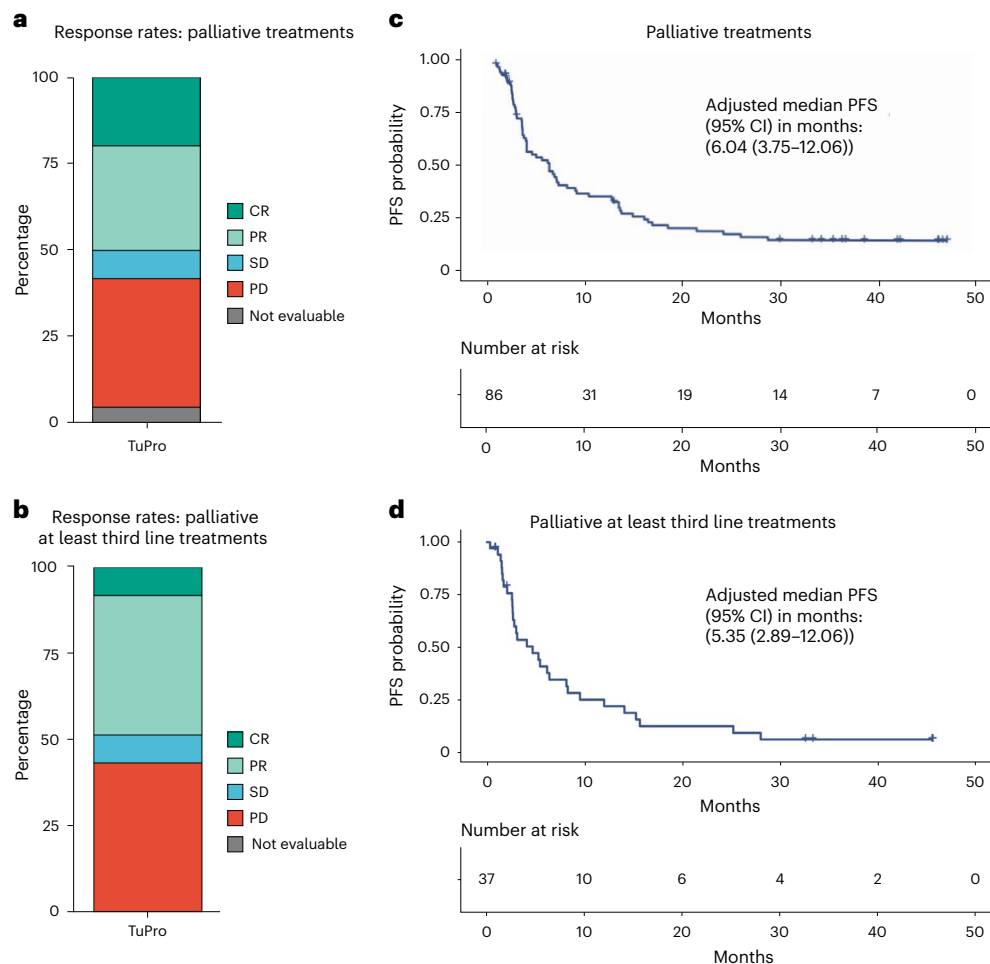 a
Response rates: palliative treatments
100
75
50
25
0
Percentage
TuPro
CR
PR
SD
PD
Not evaluable
c
Palliative treatments
1.00
0.75
0.50
0.25
0
PFS probability
Adjusted median PFS
(95% CI) in months:
(6.04 (3.75–12.06))
0 10 20 30 40 50
Months
Number at risk
86 31 19 14 7 0
0 10 20 30 40 50
Months
b
Response rates: palliative
at least third line treatments
100
75
50
25
0
Percentage
TuPro
CR
PR
SD
PD
Not evaluable
d
Palliative at least third line treatments
1.00
0.75
0.50
0.25
0
PFS probability
Adjusted median PFS
(95% CI) in months:
(5.35 (2.89–12.06))
0 10 20 30 40 50
Months
Number at risk
37 10 6 4 2 0
0 10 20 30 40 50
Months